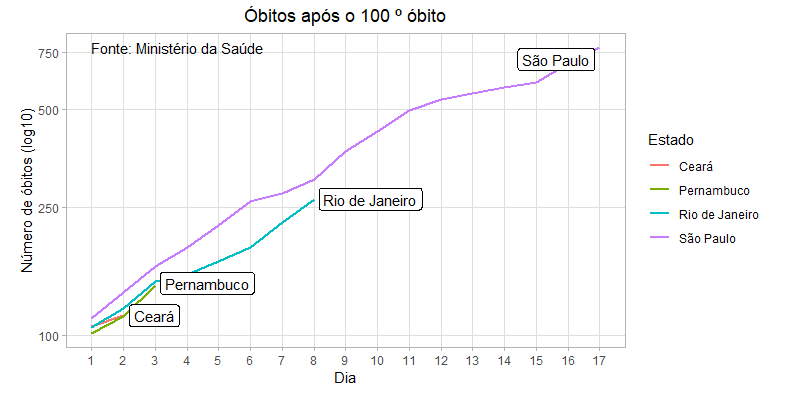 Óbitos após o 100 º óbito
Fonte: Ministério da Saúde
750
500
250
100
Número de óbitos (log10)
São Paulo
Rio de Janeiro
Pernambuco
Ceará
1 2 3 4 5 6 7 8 9 10 11 12 13 14 15 16 17
Dia
Estado
Ceará
Pernambuco
Rio de Janeiro
São Paulo